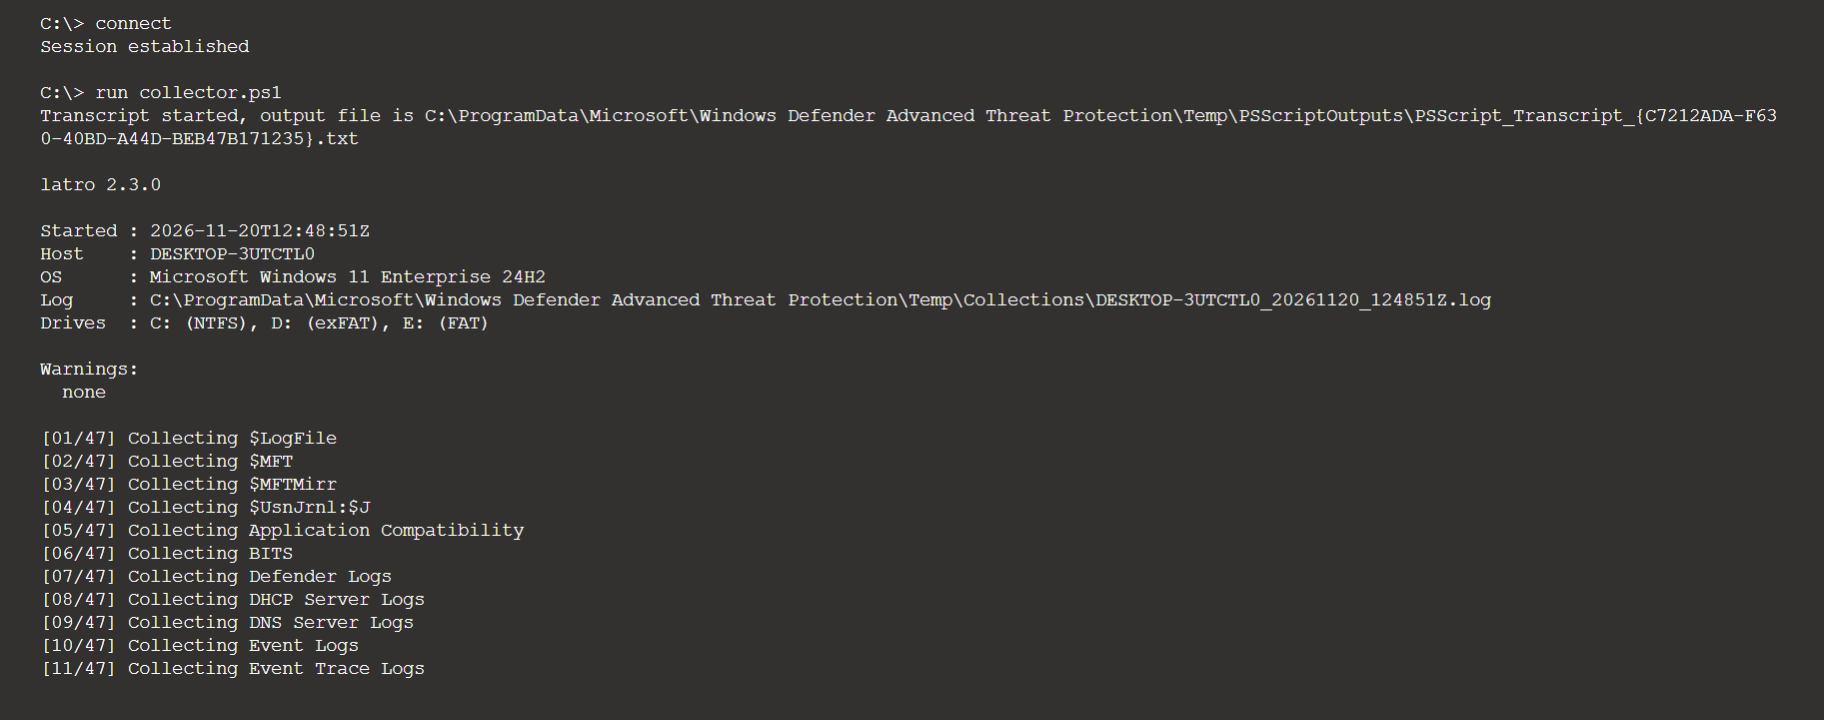 C:\> connect
Session established
C:\> run collector.ps1
Transcript started, output file is C:\ProgramData\Microsoft\Windows Defender Advanced Threat Protection\Temp\PSScriptOutputs\PSScript_Transcript_{C7212ADA-F63
0-40BD-A44D-BEB47B171235}.txt
latro 2.3.0
Started : 2026-11-20T12:48:51Z
Host    : DESKTOP-3UTCTL0
OS      : Microsoft Windows 11 Enterprise 24H2
Log     : C:\ProgramData\Microsoft\Windows Defender Advanced Threat Protection\Temp\Collections\DESKTOP-3UTCTL0_20261120_124851Z.log
Drives  : C: (NTFS), D: (exFAT), E: (FAT)
Warnings:
  none
[01/47] Collecting $LogFile
[02/47] Collecting $MFT
[03/47] Collecting $MFTMirr
[04/47] Collecting $UsnJrnl:$J
[05/47] Collecting Application Compatibility
[06/47] Collecting BITS
[07/47] Collecting Defender Logs
[08/47] Collecting DHCP Server Logs
[09/47] Collecting DNS Server Logs
[10/47] Collecting Event Logs
[11/47] Collecting Event Trace Logs